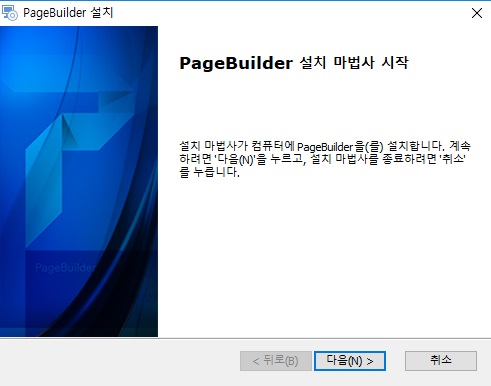 PageBuilder 설치
PageBuilder 설치 마법사 시작
설치 마법사가 컴퓨터에 PageBuilder을(를) 설치합니다. 계속
하려면 '다음(N)'을 누르고, 설치 마법사를 종료하려면 '취소'
를 누릅니다.
PageBuilder
< 뒤로(B)
다음(N) >
취소